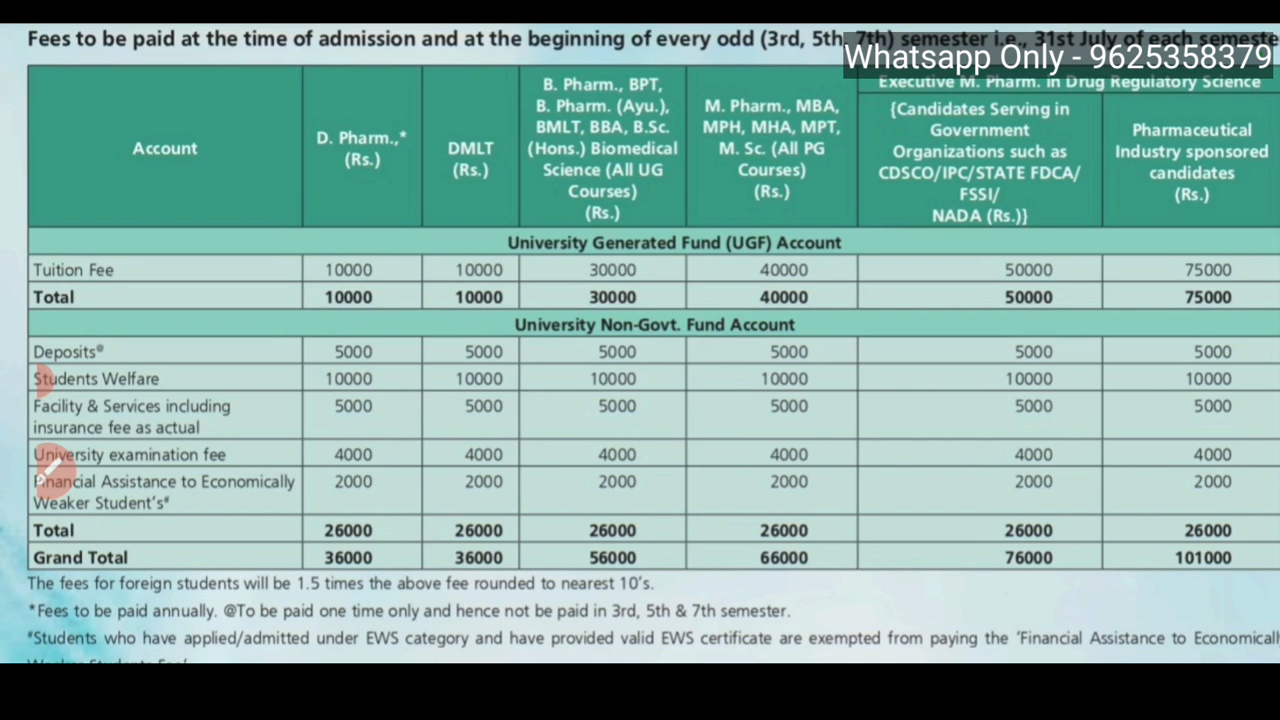 Fees to be paid at the time of admission and at the beginning of every odd (3rd, 5th, 7th) semester i.e., 31st July of each
Whatsapp Only - 9625358379
Account
D. Pharm.,*
(Rs.)
DMLT
(Rs.)
B. Pharm., BPT,
B. Pharm. (Ayu.),
BMLT, BBA, B.Sc.
(Hons.) Biomedical
Science (All UG
Courses)
(Rs.)
M. Pharm., MBA,
MPH, MHA, MPT,
M. Sc. (All PG
Courses)
(Rs.)
Executive M. Pharm. in Drug Regulatory Science
{Candidates Serving in
Government
Organizations such as
CDSCO/IPC/STATE FDCA/
FSSI/
NADA (Rs.)}
Pharmaceutical
Industry sponsored
candidates
(Rs.)
University Generated Fund (UGF) Account
Tuition Fee 10000 10000 30000 40000 50000 75000
Total 10000 10000 30000 40000 50000 75000
University Non-Govt. Fund Account
Deposits@ 5000 5000 5000 5000 5000 5000
Students Welfare 10000 10000 10000 10000 10000 10000
Facility & Services including 5000 5000 5000 5000 5000 5000
insurance fee as actual
University examination fee 4000 4000 4000 4000 4000 4000
Financial Assistance to Economically 2000 2000 2000 2000 2000 2000
Weaker Student's#
Total 26000 26000 26000 26000 26000 26000
Grand Total 36000 36000 56000 66000 76000 101000
The fees for foreign students will be 1.5 times the above fee rounded to nearest 10's.
*Fees to be paid annually. @To be paid one time only and hence not be paid in 3rd, 5th & 7th semester.
#Students who have applied/admitted under EWS category and have provided valid EWS certificate are exempted from paying the 'Financial Assistance to